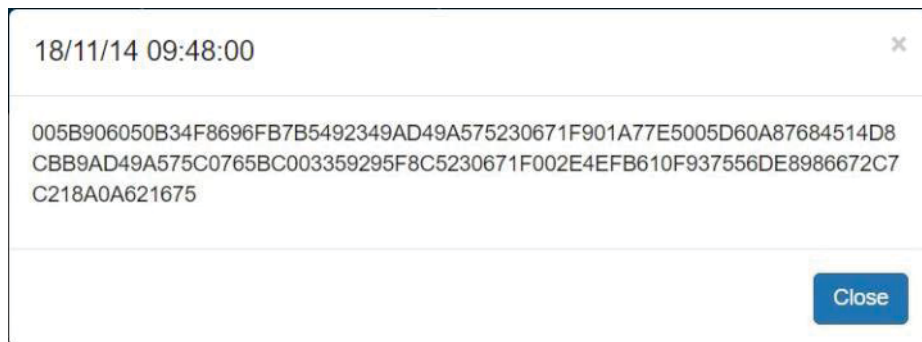 18/11/14 09:48:00
×
005B906050B34F8696FB7B5492349AD49A575230671F901A77E5005D60A87684514D8
CBB9AD49A575C0765BC003359295F8C5230671F002E4EFB610F937556DE8986672C7
C218A0A621675
Close